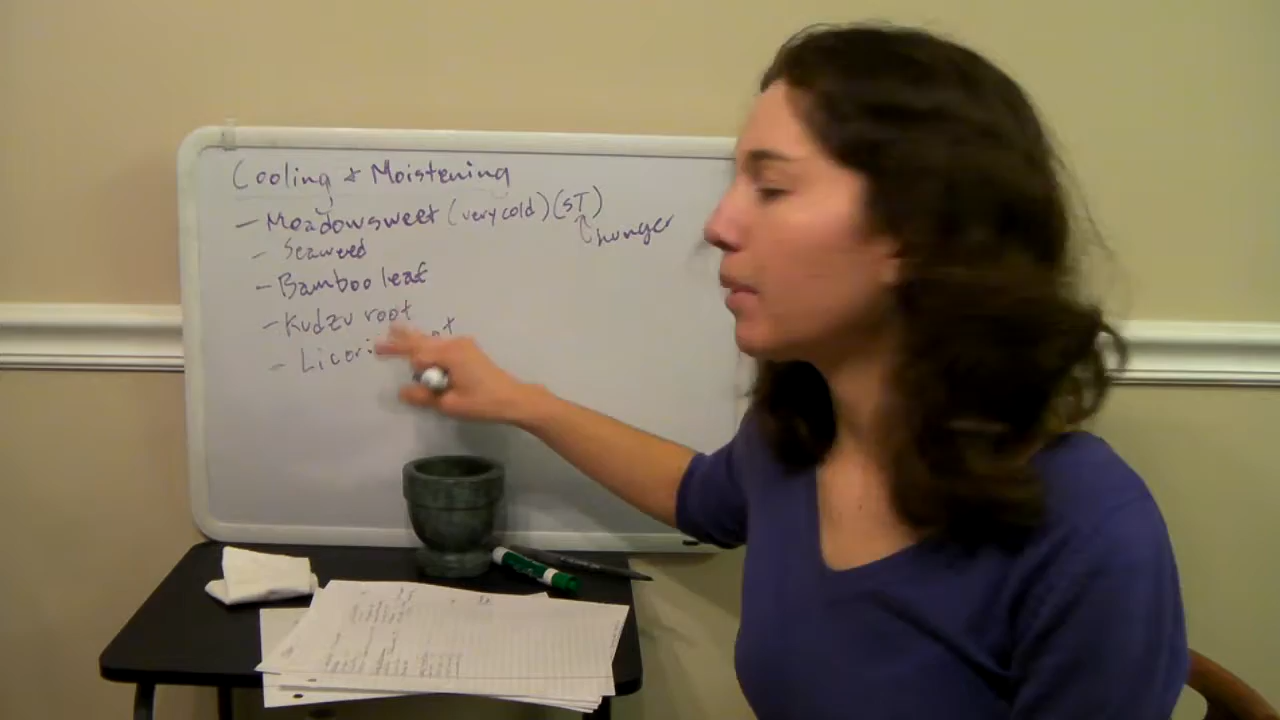 Cooling & Moistening
- Meadowsweet (very cold) (ST)
hunger
- Seaweed
- Bamboo leaf
- Kudzu root
-